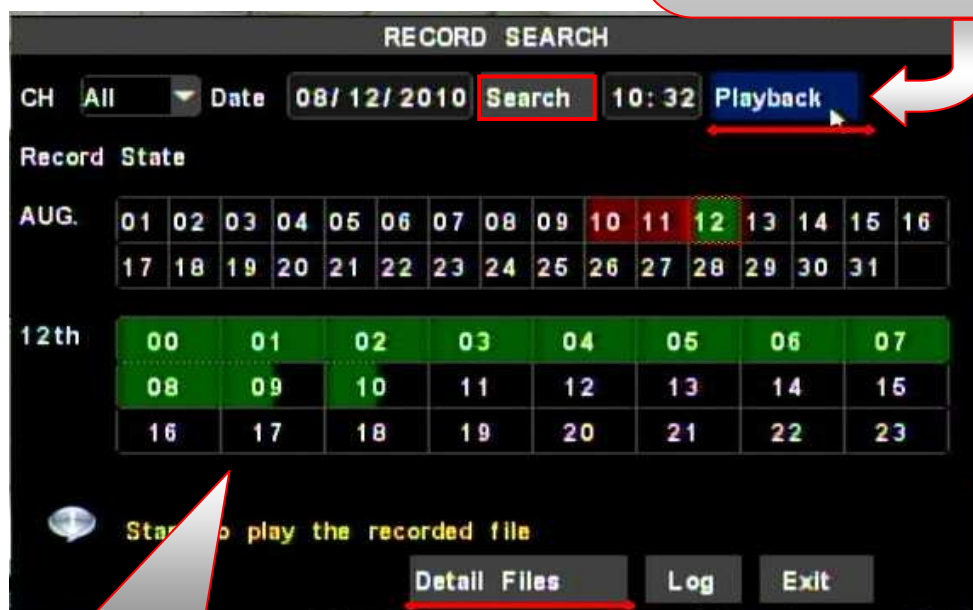 RECORD SEARCH
CH All Date 08/12/2010 Search 10:32 Playback
Record State
AUG. 01 02 03 04 05 06 07 08 09 10 11 12 13 14 15 16
17 18 19 20 21 22 23 24 25 26 27 28 29 30 31
12th 00 01 02 03 04 05 06 07
08 09 10 11 12 13 14 15
16 17 18 19 20 21 22 23
play the recorded file
Detail Files Log Exit